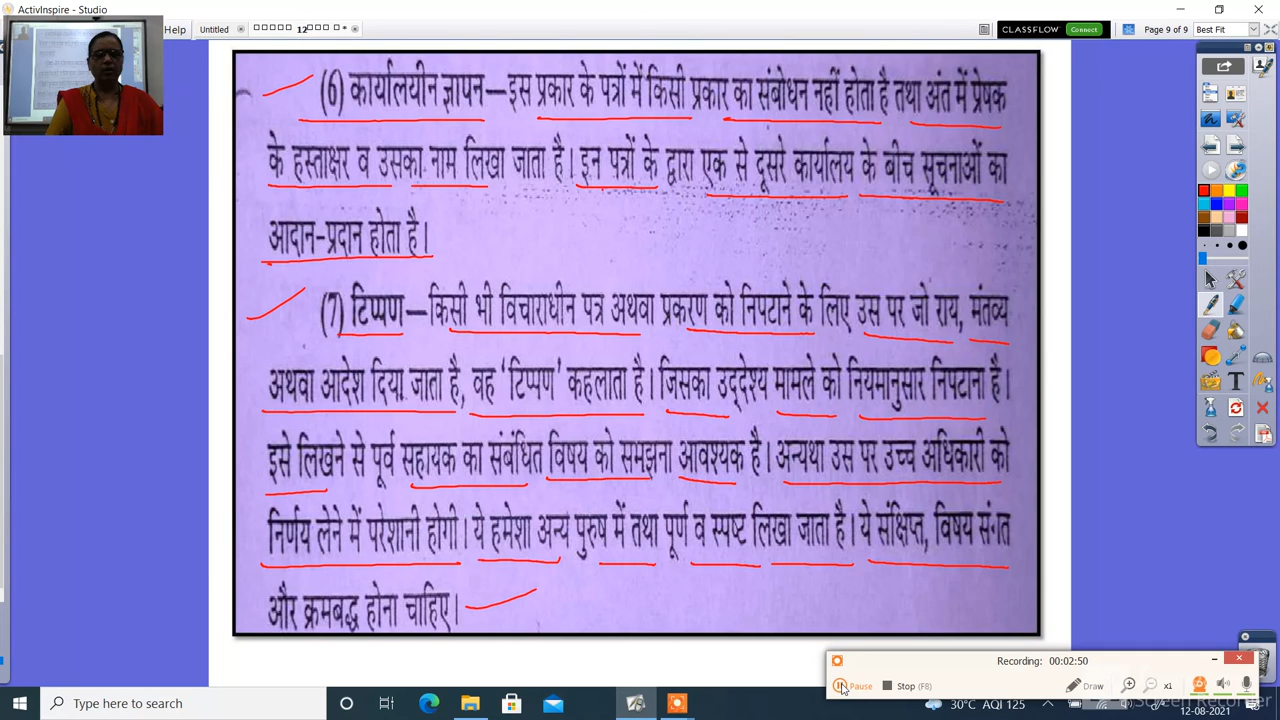 ActivInspire - Studio
Help
Untitled
12
CLASSFLOW
Connect
Page 9 of 9
Best Fit
(6) कार्यालयीन ज्ञापन—इस प्रकार के पत्रों में किसी प्रकार का संबोधन नहीं होता है तथा अंत में प्रेषक
के हस्ताक्षर व उसका नाम लिखा जाता है। इन पत्रों के द्वारा एक से दूसरे कार्यालय के बीच सूचनाओं का
आदान-प्रदान होता है।
(7) टिप्पण—किसी भी विचाराधीन पत्र अथवा प्रकरण को निपटाने के लिए उस पर जो राय, मंतव्य
अथवा आदेश दिया जाता है, वह 'टिप्पण' कहलाता है। जिसका उद्देश्य मामले को नियमानुसार निपटाना है।
इसे लिखने से पूर्व सहायक का संबंधित विषय को समझना आवश्यक है। अन्यथा उस पर उच्च अधिकारी को
निर्णय लेने में परेशानी होगी। ये हमेशा अन्य पुरुष में तथा पूर्ण व स्पष्ट लिखा जाता है। ये संक्षिप्त, विषय संगत
और क्रमबद्ध होना चाहिए।
Recording: 00:02:50
Pause
Stop (F8)
Draw
x1
Type here to search
30°C AQI 125
12-08-2021